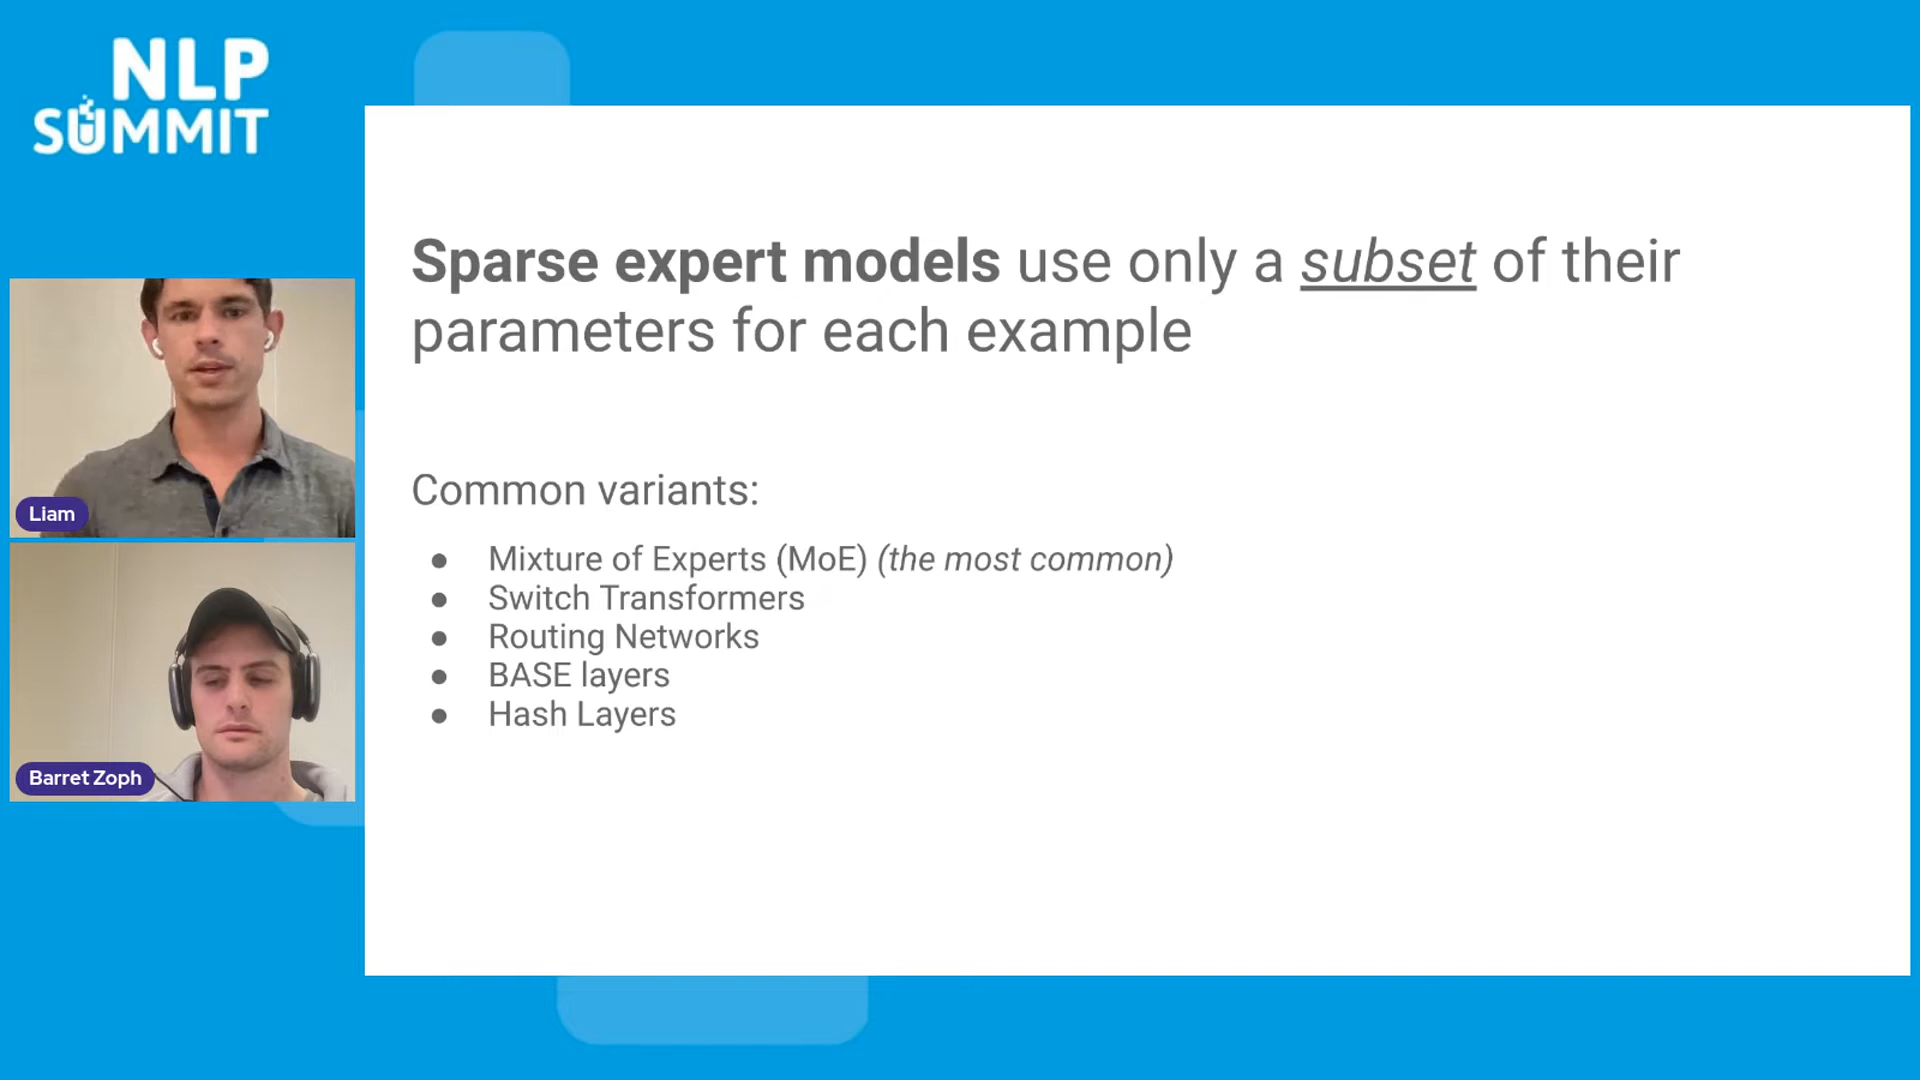 NLP
SUMMIT
Liam
Barret Zoph
Sparse expert models use only a subset of their
parameters for each example
Common variants:
● Mixture of Experts (MoE) (the most common)
● Switch Transformers
● Routing Networks
● BASE layers
● Hash Layers